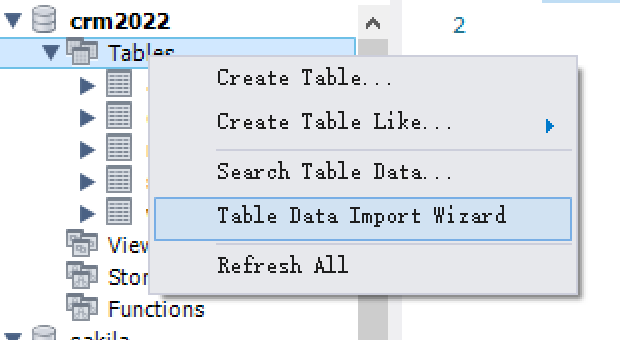 crm2022
2
Tables
Create Table...
Create Table Like...
Search Table Data...
Table Data Import Wizard
Refresh All
Functions